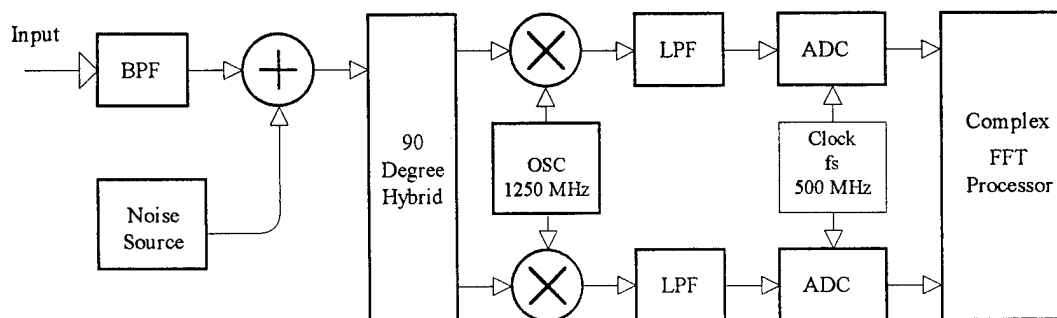 Input
BPF
Noise
Source
90
Degree
Hybrid
OSC
1250 MHz
LPF
ADC
Clock
fs
500 MHz
LPF
ADC
Complex
FFT
Processor